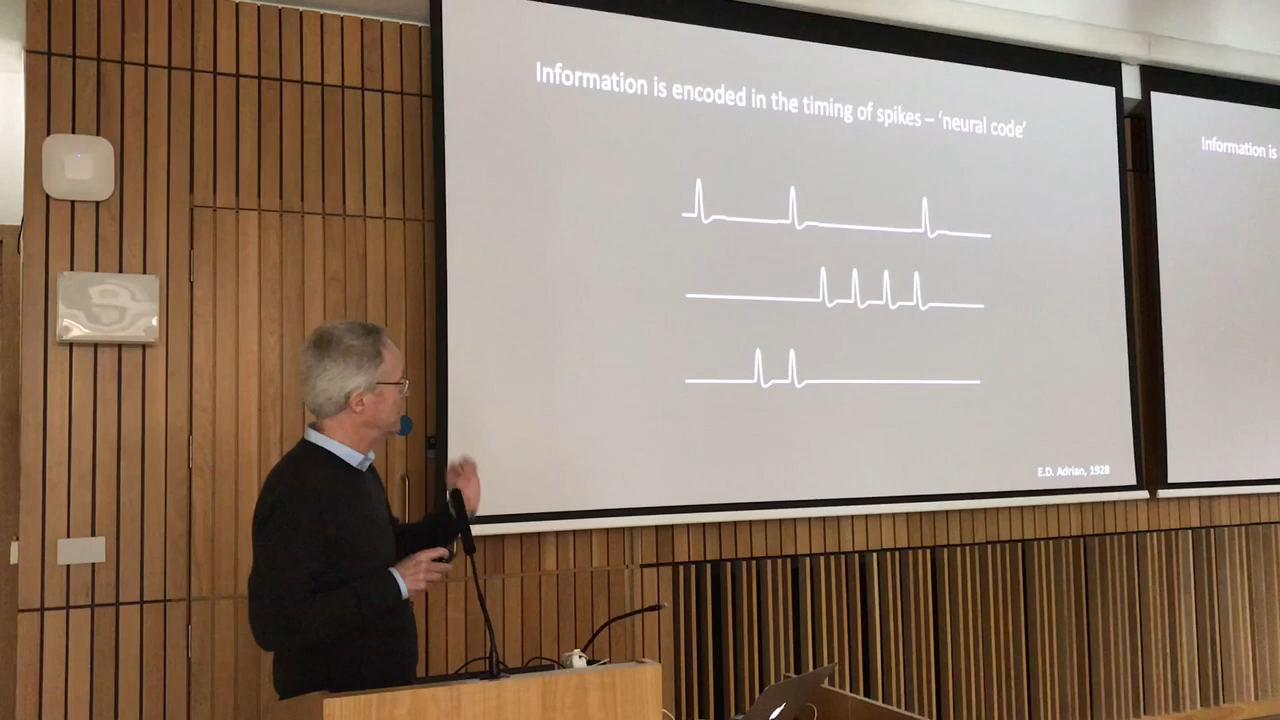 Information is encoded in the timing of spikes – ‘neural code’
E.D. Adrian, 1928
Information is